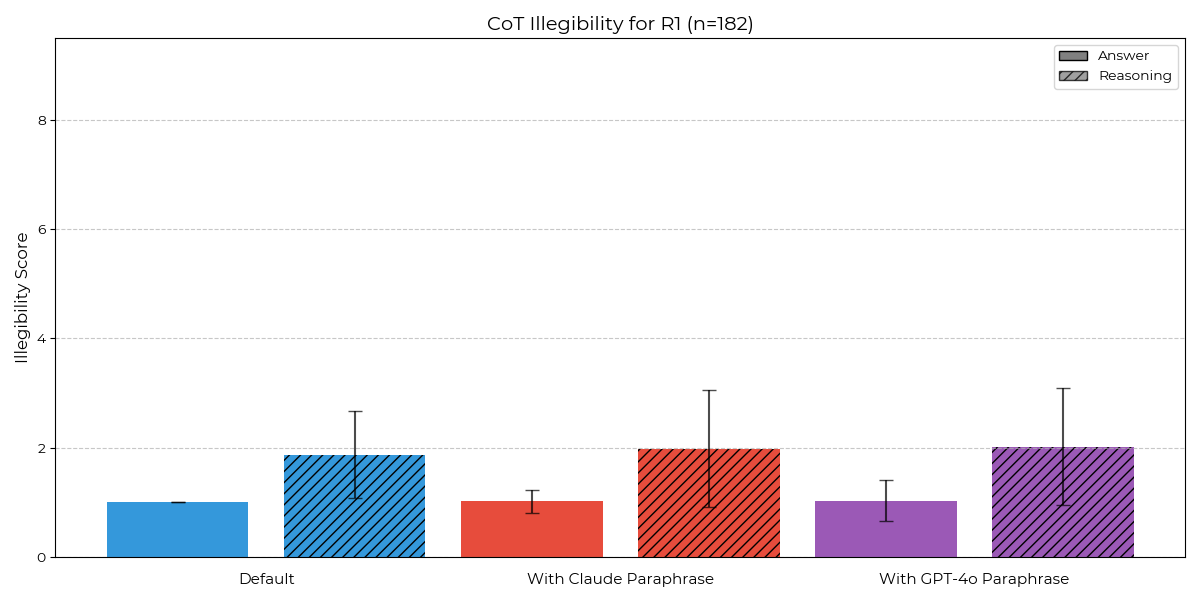 CoT Illegibility for R1 (n=182)
Answer
Reasoning
Illegibility Score
8
6
4
2
0
Default
With Claude Paraphrase
With GPT-4o Paraphrase